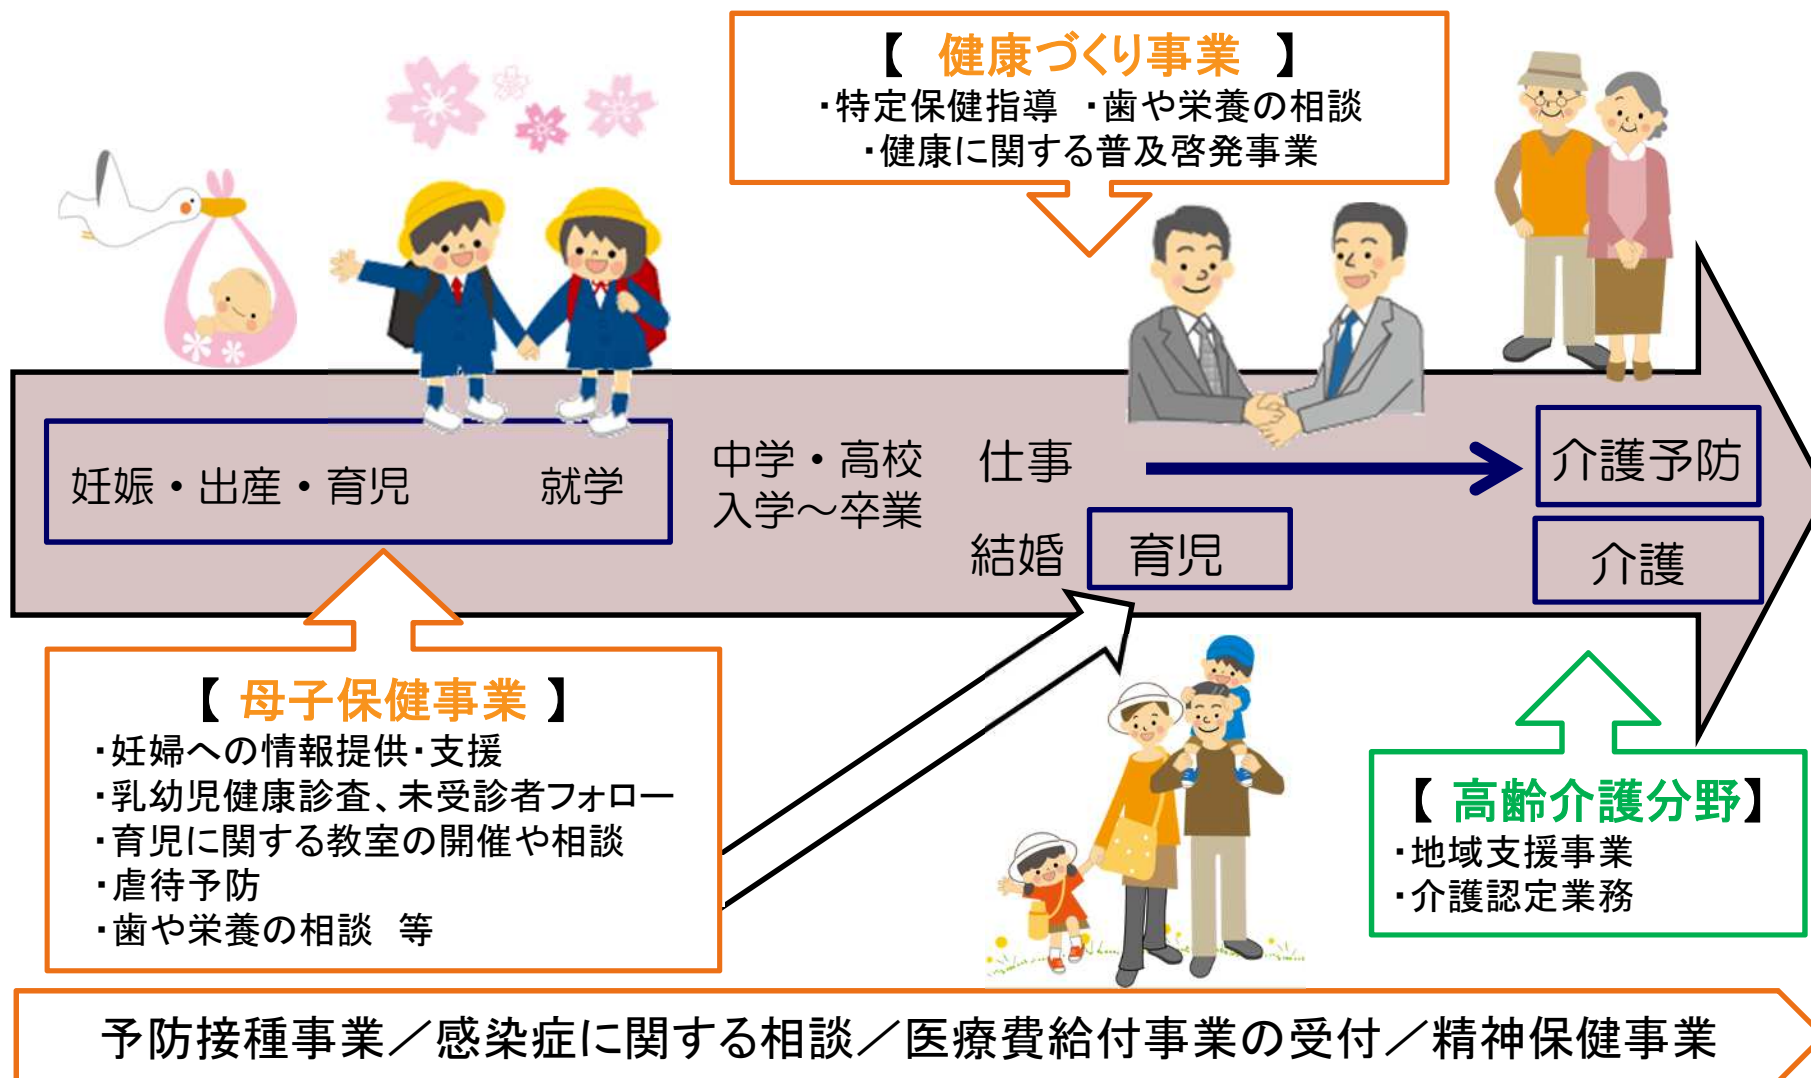 【 健康づくり事業 】
・特定保健指導 ・歯や栄養の相談
・健康に関する普及啓発事業
妊娠・出産・育児 就学
中学・高校
入学～卒業
仕事
結婚
育児
介護予防
介護
【 母子保健事業 】
・妊婦への情報提供・支援
・乳幼児健康診査、未受診者フォロー
・育児に関する教室の開催や相談
・虐待予防
・歯や栄養の相談 等
【 高齢介護分野】
・地域支援事業
・介護認定業務
予防接種事業／感染症に関する相談／医療費給付事業の受付／精神保健事業